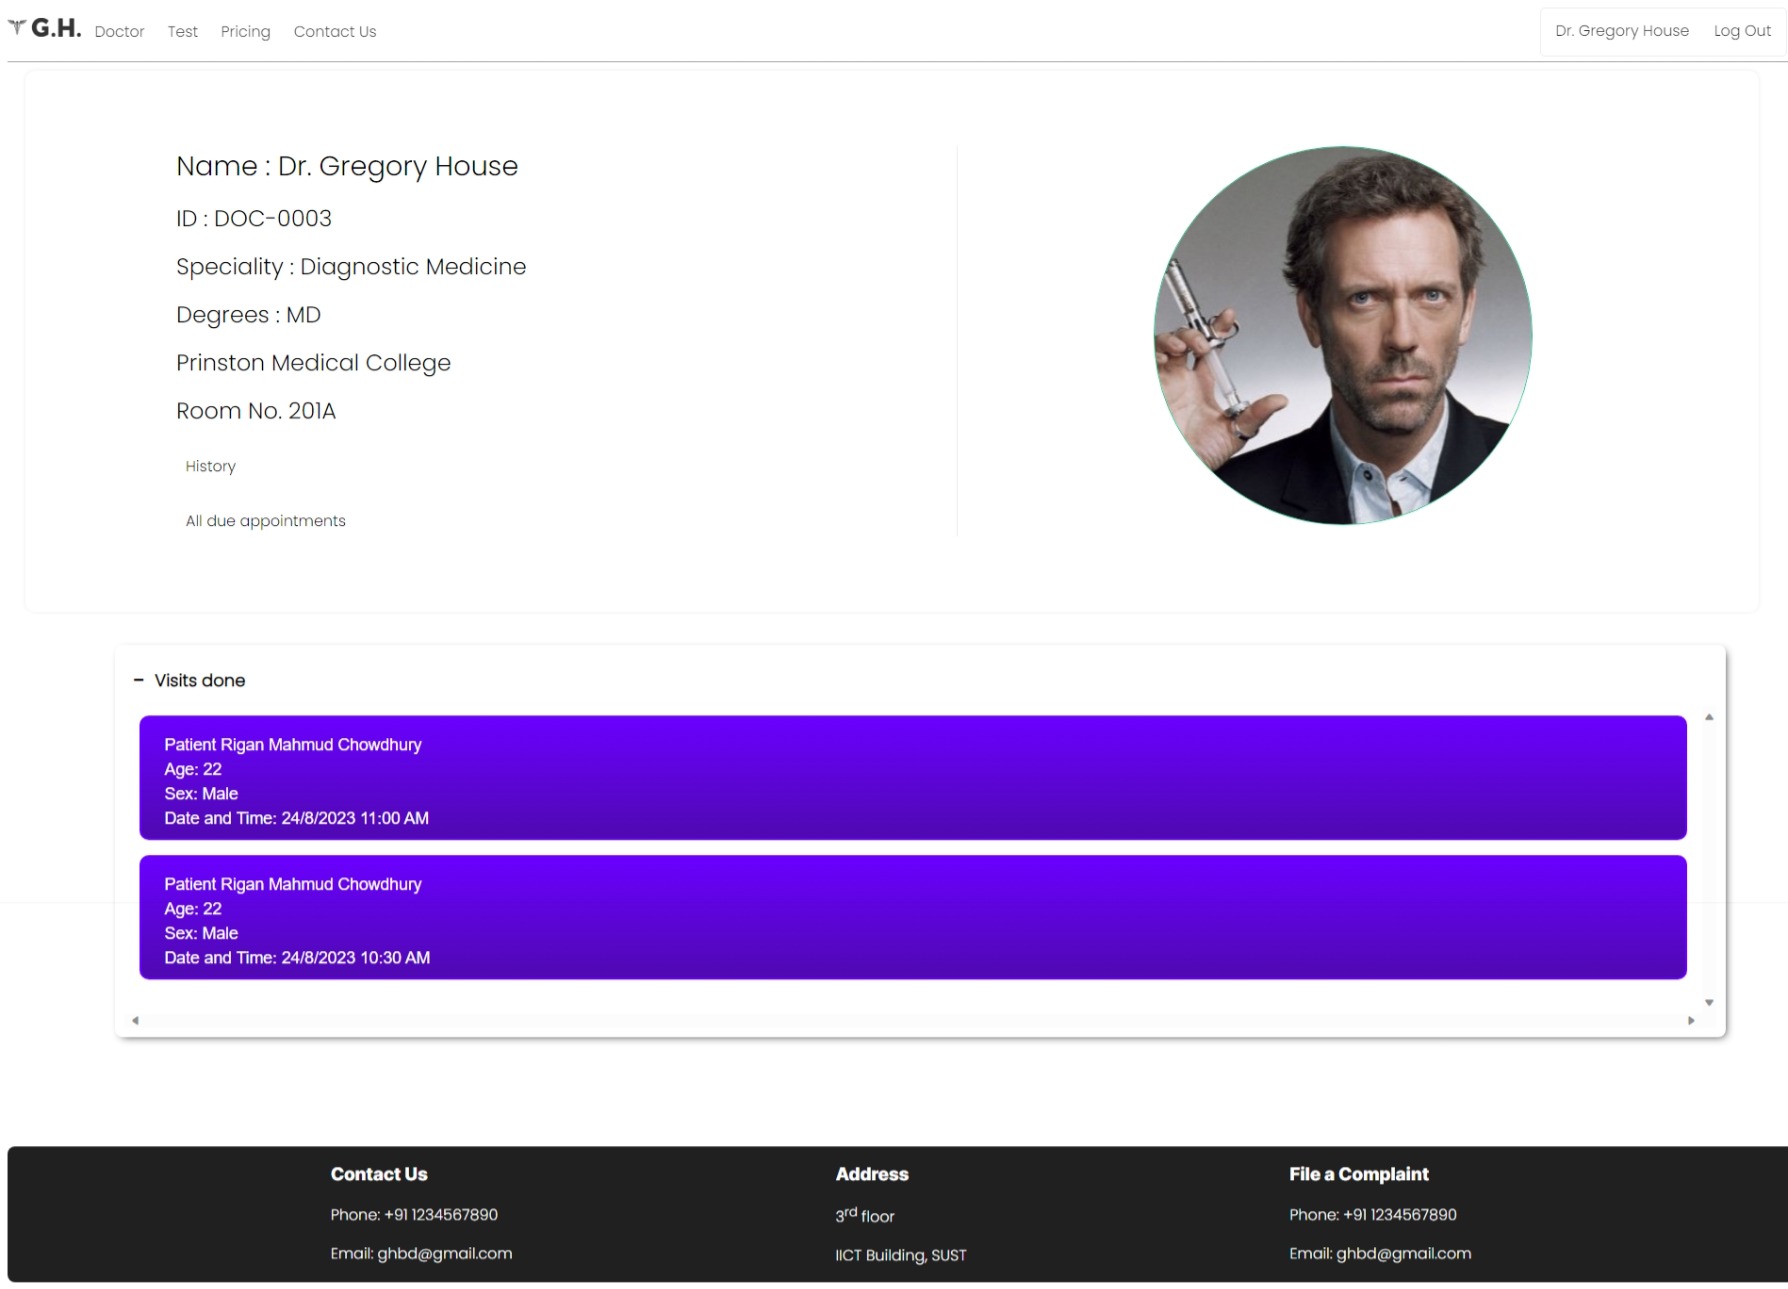 G.H. Doctor Test Pricing Contact Us Dr. Gregory House Log Out
Name : Dr. Gregory House
ID : DOC-0003
Speciality : Diagnostic Medicine
Degrees : MD
Prinston Medical College
Room No. 201A
History
All due appointments
− Visits done
Patient Rigan Mahmud Chowdhury
Age: 22
Sex: Male
Date and Time: 24/8/2023 11:00 AM
Patient Rigan Mahmud Chowdhury
Age: 22
Sex: Male
Date and Time: 24/8/2023 10:30 AM
Contact Us
Phone: +91 1234567890
Email: ghbd@gmail.com
Address
3rd floor
IICT Building, SUST
File a Complaint
Phone: +91 1234567890
Email: ghbd@gmail.com